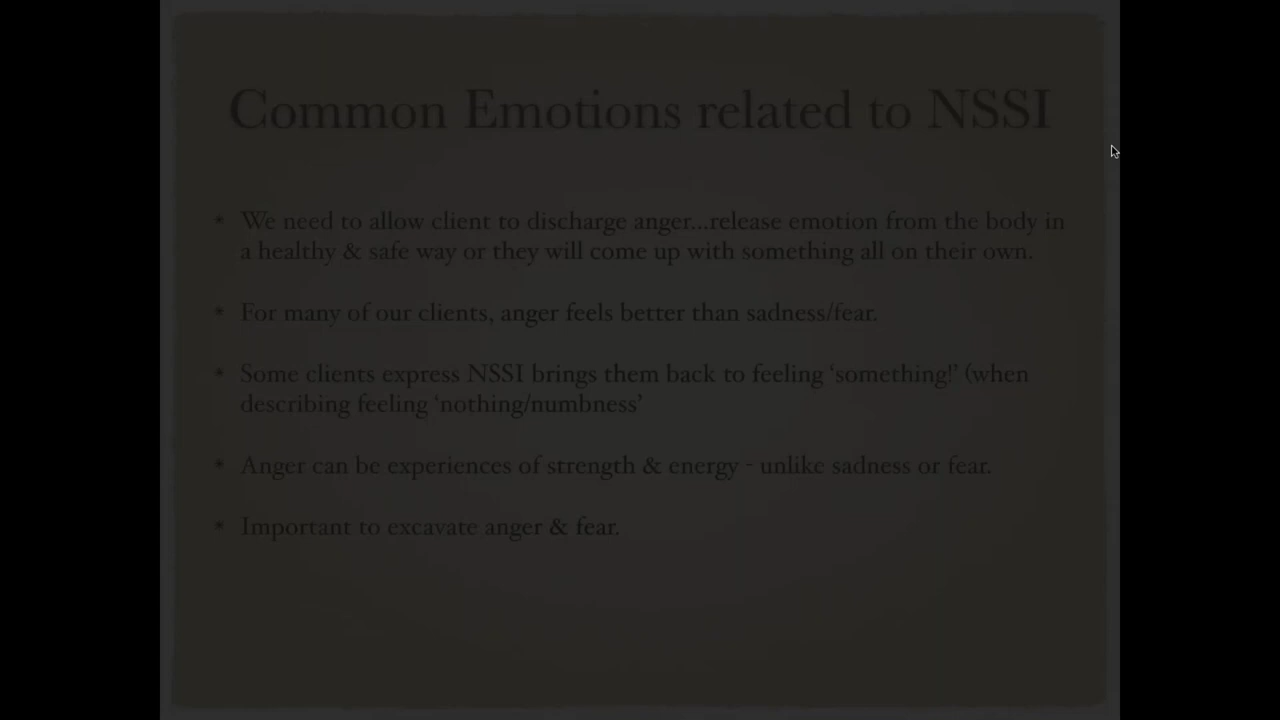 Common Emotions related to NSSI
* We need to allow client to discharge anger...release emotion from the body in
a healthy & safe way or they will come up with something all on their own.
* For many of our clients, anger feels better than sadness/fear.
* Some clients express NSSI brings them back to feeling ‘something!’ (when
describing feeling ‘nothing/numbness’
* Anger can be experiences of strength & energy - unlike sadness or fear.
* Important to excavate anger & fear.